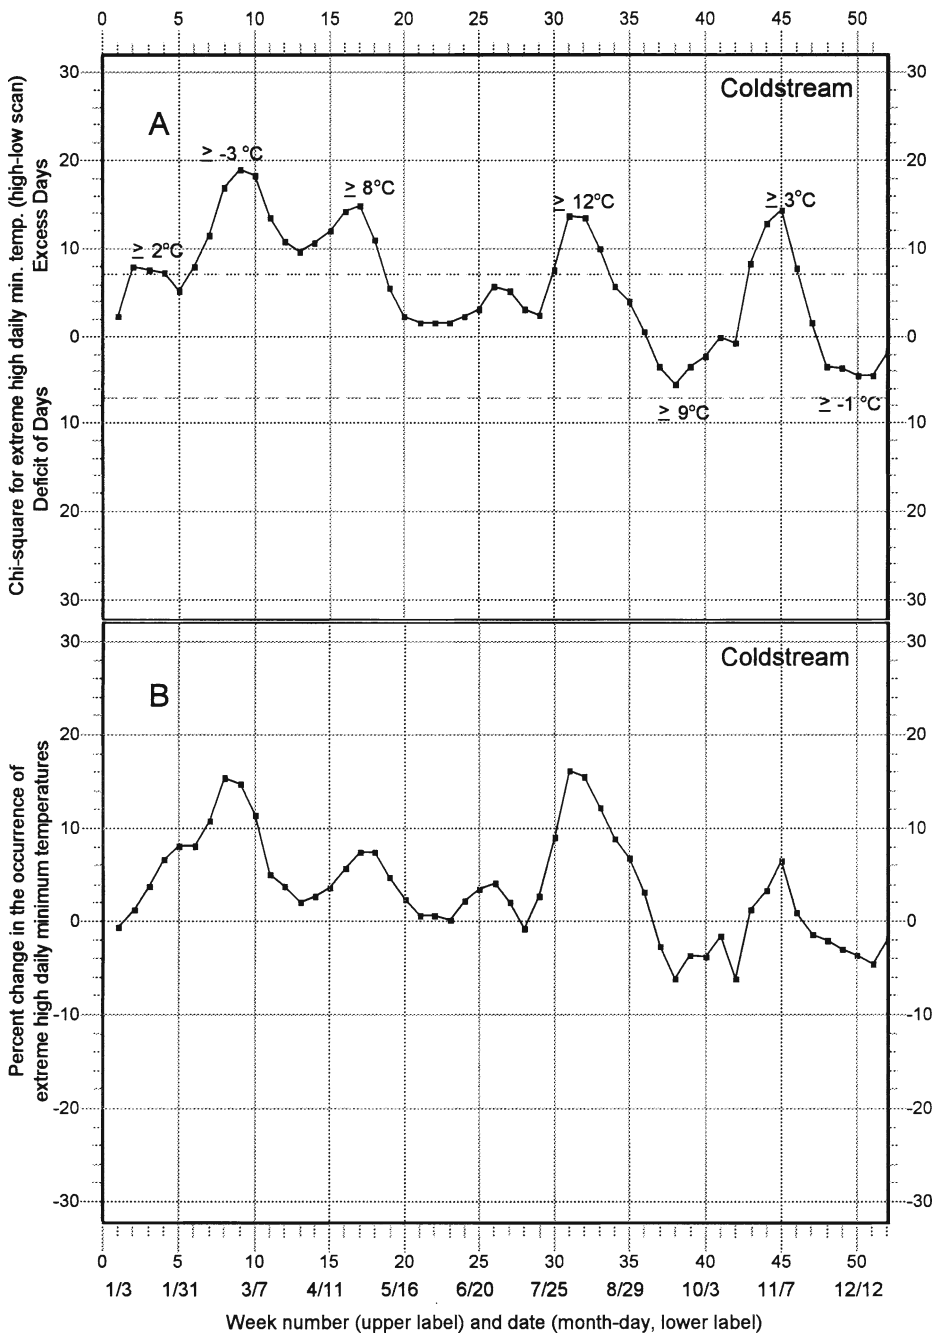 0 5 10 15 20 25 30 35 40 45 50
30 30
Coldstream
A
≥ -3 °C
20 20
≥ 8°C
≥ 12°C
≥ 3°C
≥ 2°C
10 10
0 0
≥ -1 °C
≥ 9°C
10 10
20 20
30 30
Chi-square for extreme high daily min. temp. (high-low scan)
Deficit of Days Excess Days
30 30
Coldstream
B
20 20
10 10
0 0
-10 -10
-20 -20
-30 -30
Percent change in the occurrence of
extreme high daily minimum temperatures
0 5 10 15 20 25 30 35 40 45 50
1/3 1/31 3/7 4/11 5/16 6/20 7/25 8/29 10/3 11/7 12/12
Week number (upper label) and date (month-day, lower label)